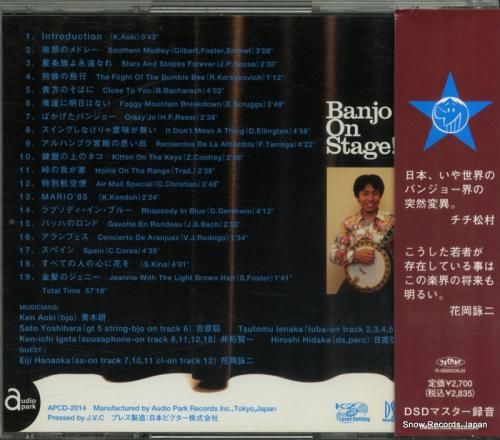 1. Introduction (K.Aoki) 0'43"
2. 南部のメドレー Southern Medley (Gilbert,Foster,Emmet) 3'08"
3. 星条旗よ永遠なれ Stars And Stripes Forever (J.P.Sousa) 2'30"
4. 熊蜂の飛行 The Flight Of The Bumble Bee (R.Korsakovich) 1'12"
5. 貴方のそばに Close To You (B.Bacharach) 4'02"
6. 俺達に明日はない Foggy Mountain Breakdown (E.Scruggs) 2'48"
7. ばかげたバンジョー Crazy'Jo (H.F.Reser) 2'38"
8. スイングしなけりゃ意味が無い It Don't Mean A Thing (D.Ellington) 4'58"
9. アルハンブラ宮殿の思い出 Recuerdos De La Alhambla (F.Tarrega) 4'22"
10. 鍵盤の上のネコ Kitten On The Keys (Z.Confrey) 2'56"
11. 峠の我が家 Home On The Range (Trad.) 2'36"
12. 特別航空便 Air Mail Special (C.Christian) 2'48"
13. MARIO'85 (K.Kondoh) 2'24"
14. ラプソディ・イン・ブルー Rhapsody In Blue (G.Gershwin) 4'12"
15. バッハのロンド Gavotte En Rondeau (J.S.Bach) 2'52"
16. アランフェス Concierto De Aranjuez (V.J.Rodrigo) 1'34"
17. スペイン Spain (C.Corea) 4'39"
18. すべての人の心に花を (S.Kina) 4'01"
19. 金髪のジェニー Jeannie With The Light Brown Hair (S.Foster) 1'41"
Total Time 57'16"
Banjo
On
Stage!
MUSICIANS:
Ken Aoki (bjo) 青木研
Sato Yoshihara (gt 5 string-bjo on track 6) 吉原聡 Tsutomu Ienaka (tuba-on track 2,3,4,5
Ken-ichi Igeta (sousaphone-on track 8,11,12,18) 井桁賢一 Hiroshi Hidaka (ds,perc) 日高弘
GUEST:
Eiji Hanaoka (ss-on track 7,10,11 cl-on track 12) 花岡詠二
audio
park
APCD-2014 Manufactured by Audio Park Records Inc.,Tokyo,Japan
Pressed by J.V.C プレス製造:日本ビクター株式会社
K2
Laser Cutting
日本、いや世界の
バンジョー界の
突然変異。
チチ松村
こうした若者が
存在している事は
この楽界の将来も
明るい。
花岡詠二
R-0680036JV
定価¥2,700
(税込¥2,835)
DSDマスター録音
Snow Records Japan
www.snowrecords.jp